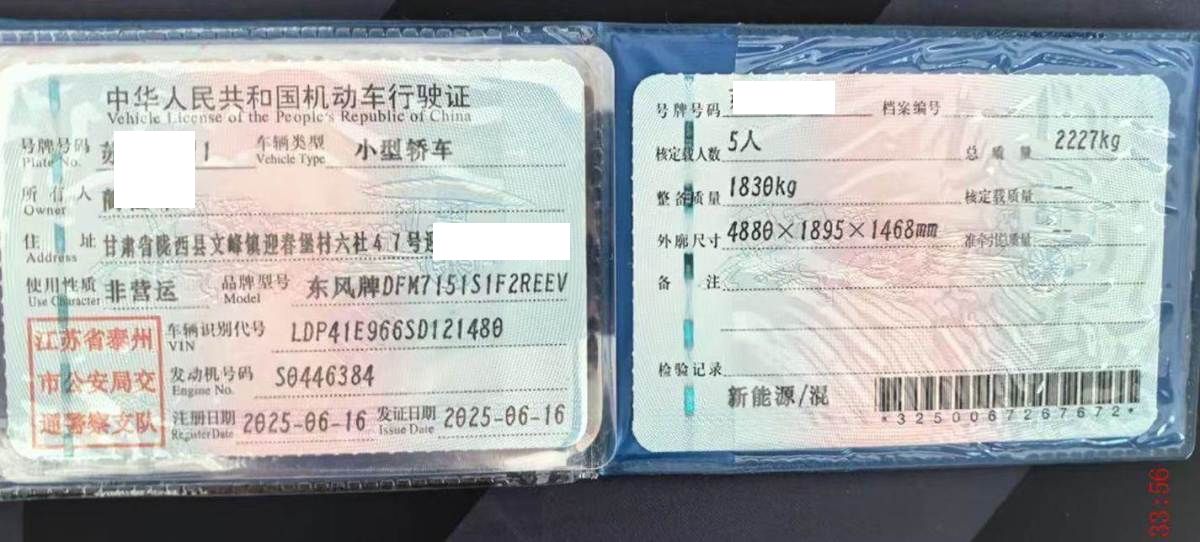 中华人民共和国机动车行驶证
Vehicle License of the People's Republic of China
号牌号码 苏 1 车辆类型 小型轿车
Plate No. Vehicle Type
所有人
Owner
住址 甘肃省陇西县文峰镇迎春堡村六社47号
Address
使用性质 非营运 品牌型号 东风牌DFM7151S1F2REEV
Use Character Model
江苏省泰州市公安局交通警察支队
车辆识别代号 LDP41E966SD121480
VIN
发动机号码 S0446384
Engine No.
注册日期 2025-06-16 发证日期 2025-06-16
Register Date Issue Date
号牌号码 档案编号
核定载人数 5人 总质量 2227kg
整备质量 1830kg 核定载质量 --
外廓尺寸 4880×1895×1468mm 准牵引总质量 --
备注
检验记录
新能源/混
*3250067267672*
33:56